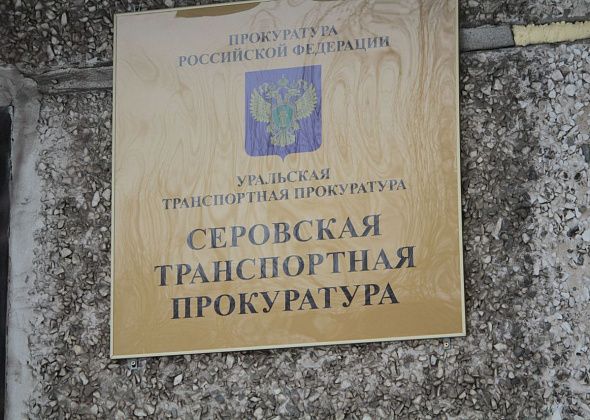 ПРОКУРАТУРА
РОССИЙСКОЙ ФЕДЕРАЦИИ
УРАЛЬСКАЯ
ТРАНСПОРТНАЯ ПРОКУРАТУРА
СЕРОВСКАЯ
ТРАНСПОРТНАЯ
ПРОКУРАТУРА